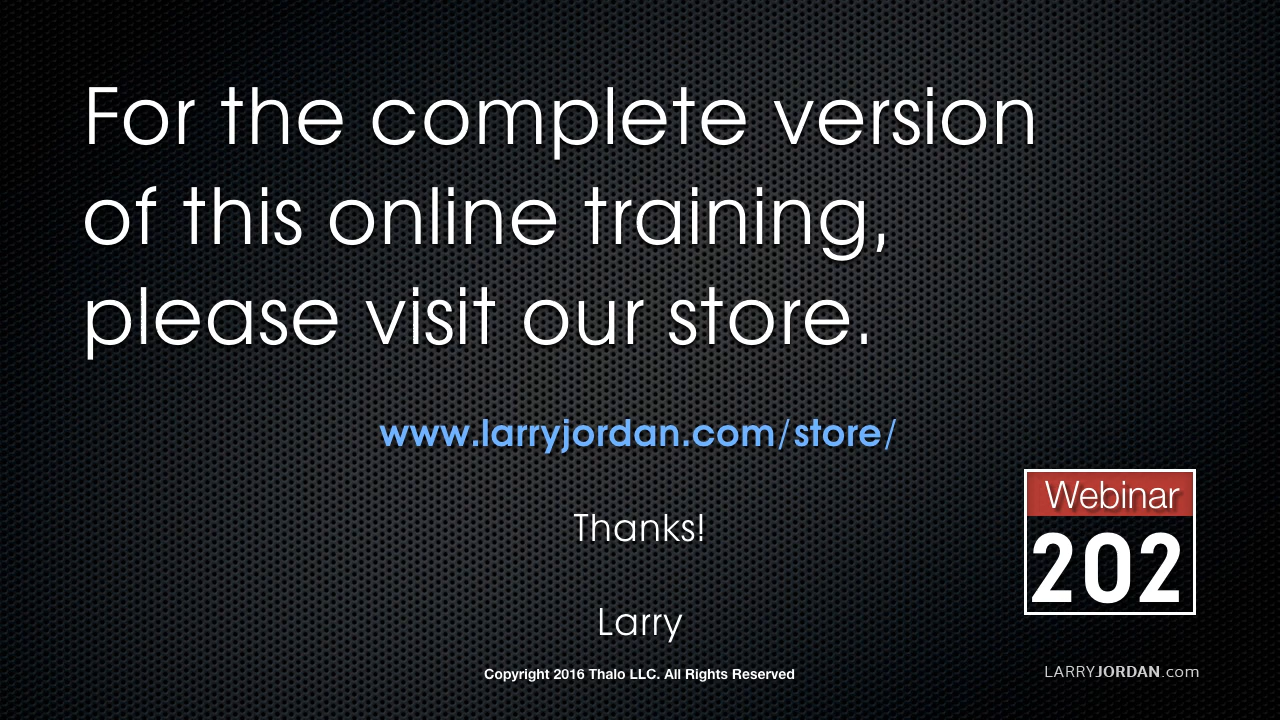 For the complete version
of this online training,
please visit our store.
www.larryjordan.com/store/
Thanks!
Larry
Webinar
202
Copyright 2016 Thalo LLC. All Rights Reserved
LARRYJORDAN.com